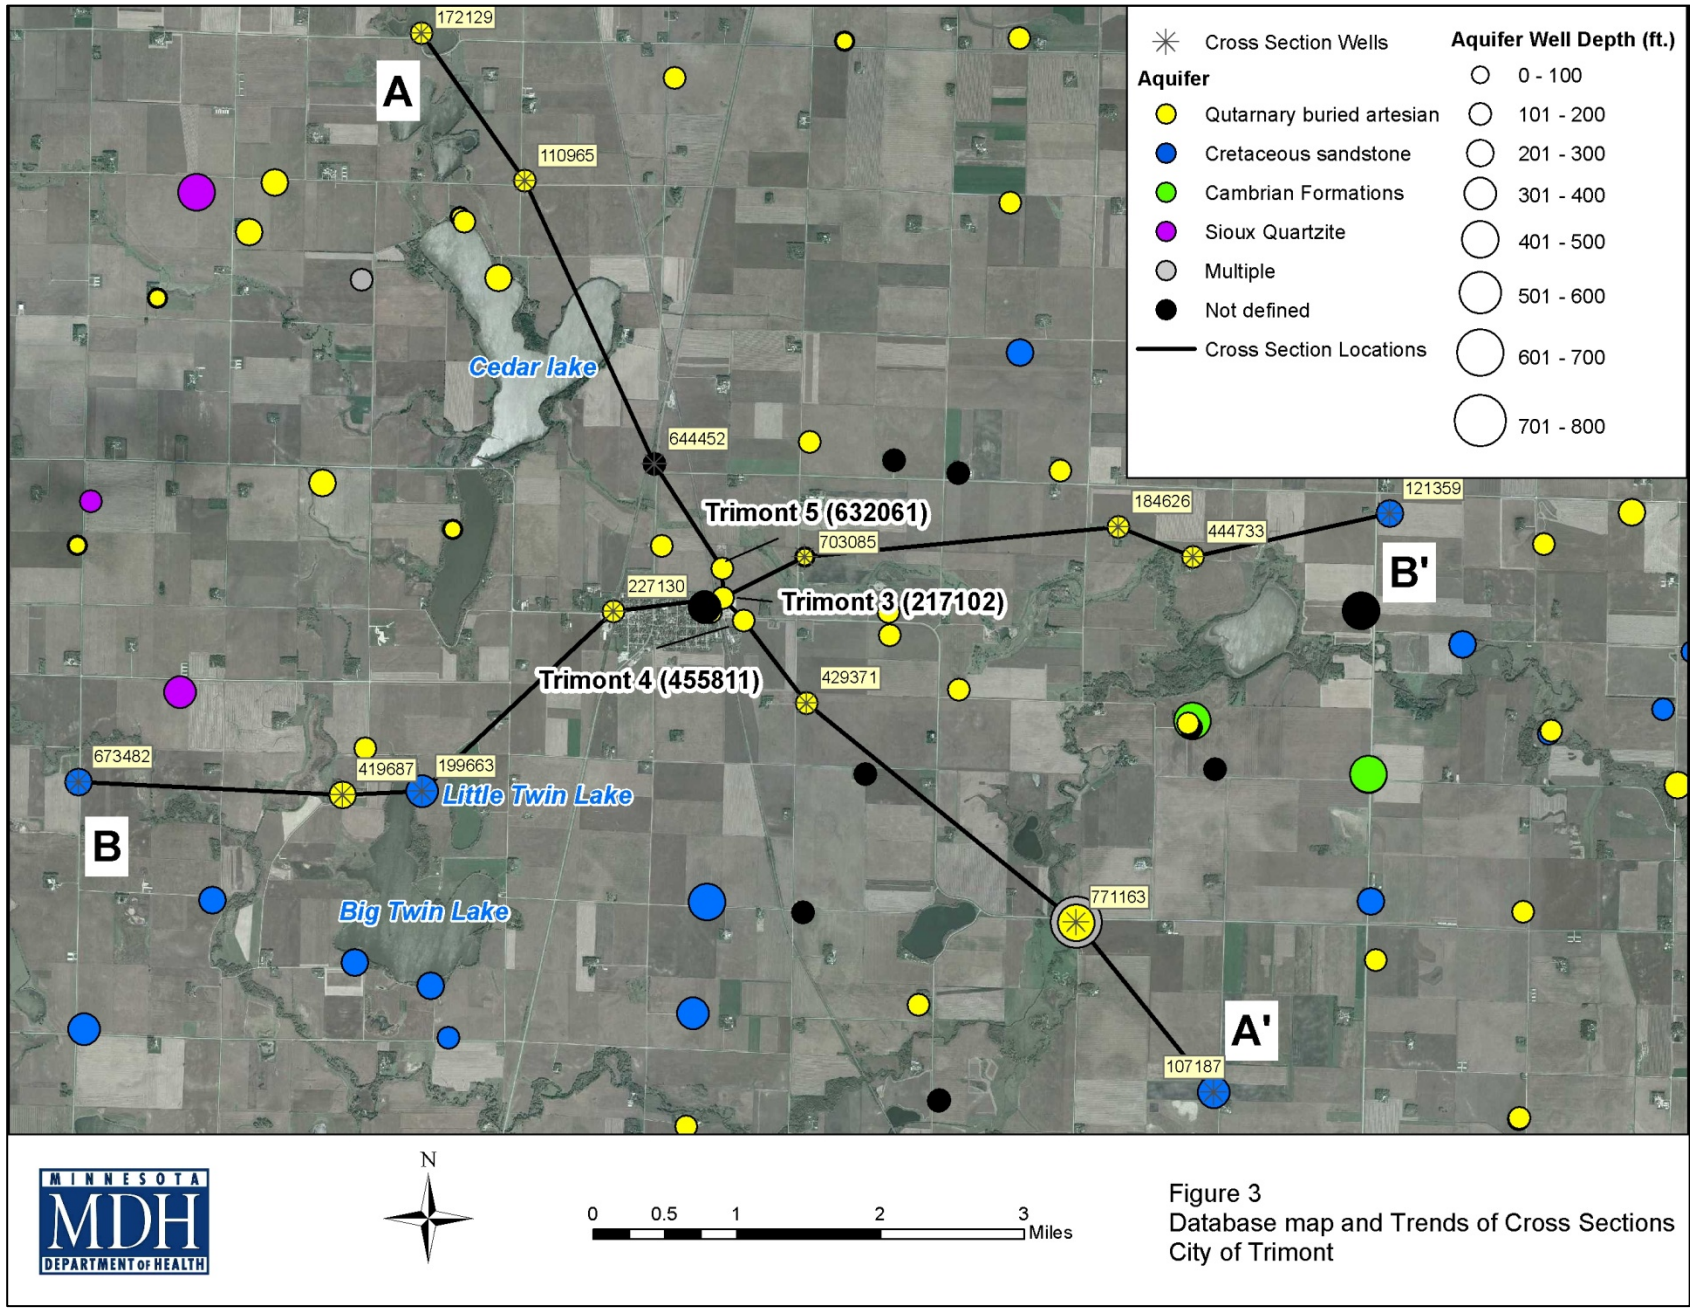 172129
A
110965
Cedar lake
644452
Trimont 5 (632061)
703085
184626
444733
121359
B'
227130
Trimont 3 (217102)
Trimont 4 (455811)
429371
673482
419687
199663
Little Twin Lake
B
Big Twin Lake
771163
A'
107187
Cross Section Wells
Aquifer
Qutarnary buried artesian
Cretaceous sandstone
Cambrian Formations
Sioux Quartzite
Multiple
Not defined
Cross Section Locations
Aquifer Well Depth (ft.)
0 - 100
101 - 200
201 - 300
301 - 400
401 - 500
501 - 600
601 - 700
701 - 800
MINNESOTA
MDH
DEPARTMENT OF HEALTH
N
0 0.5 1 2 3
Miles
Figure 3
Database map and Trends of Cross Sections
City of Trimont